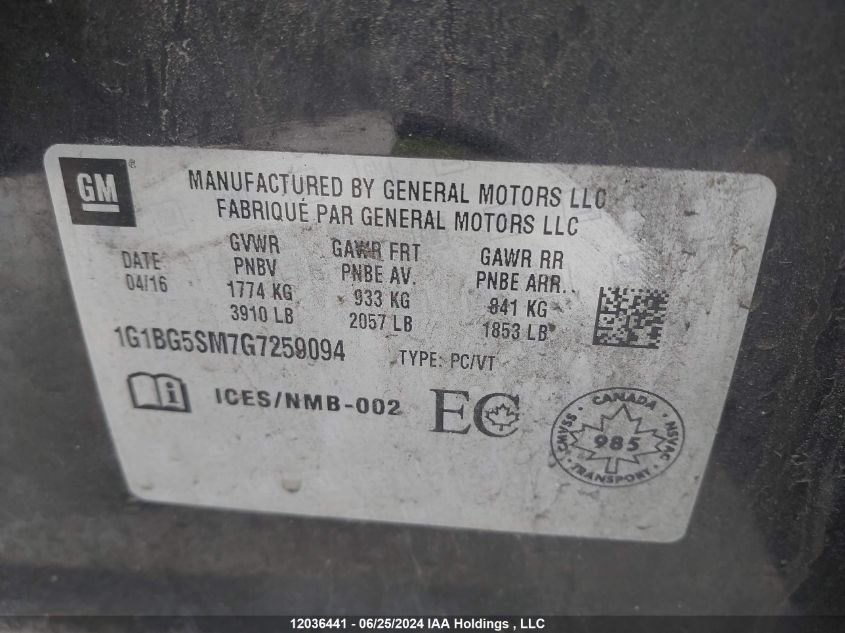 GM ®
MANUFACTURED BY GENERAL MOTORS LLC
FABRIQUÉ PAR GENERAL MOTORS LLC
DATE GVWR GAWR FRT GAWR RR
04/16 PNBV PNBE AV. PNBE ARR.
1774 KG 933 KG 841 KG
3910 LB 2057 LB 1853 LB
1G1BG5SM7G7259094 TYPE: PC/VT
i ICES/NMB-002 EC
CANADA
CMVSS 985 NSVAC
TRANSPORT
12036441 - 06/25/2024 IAA Holdings , LLC